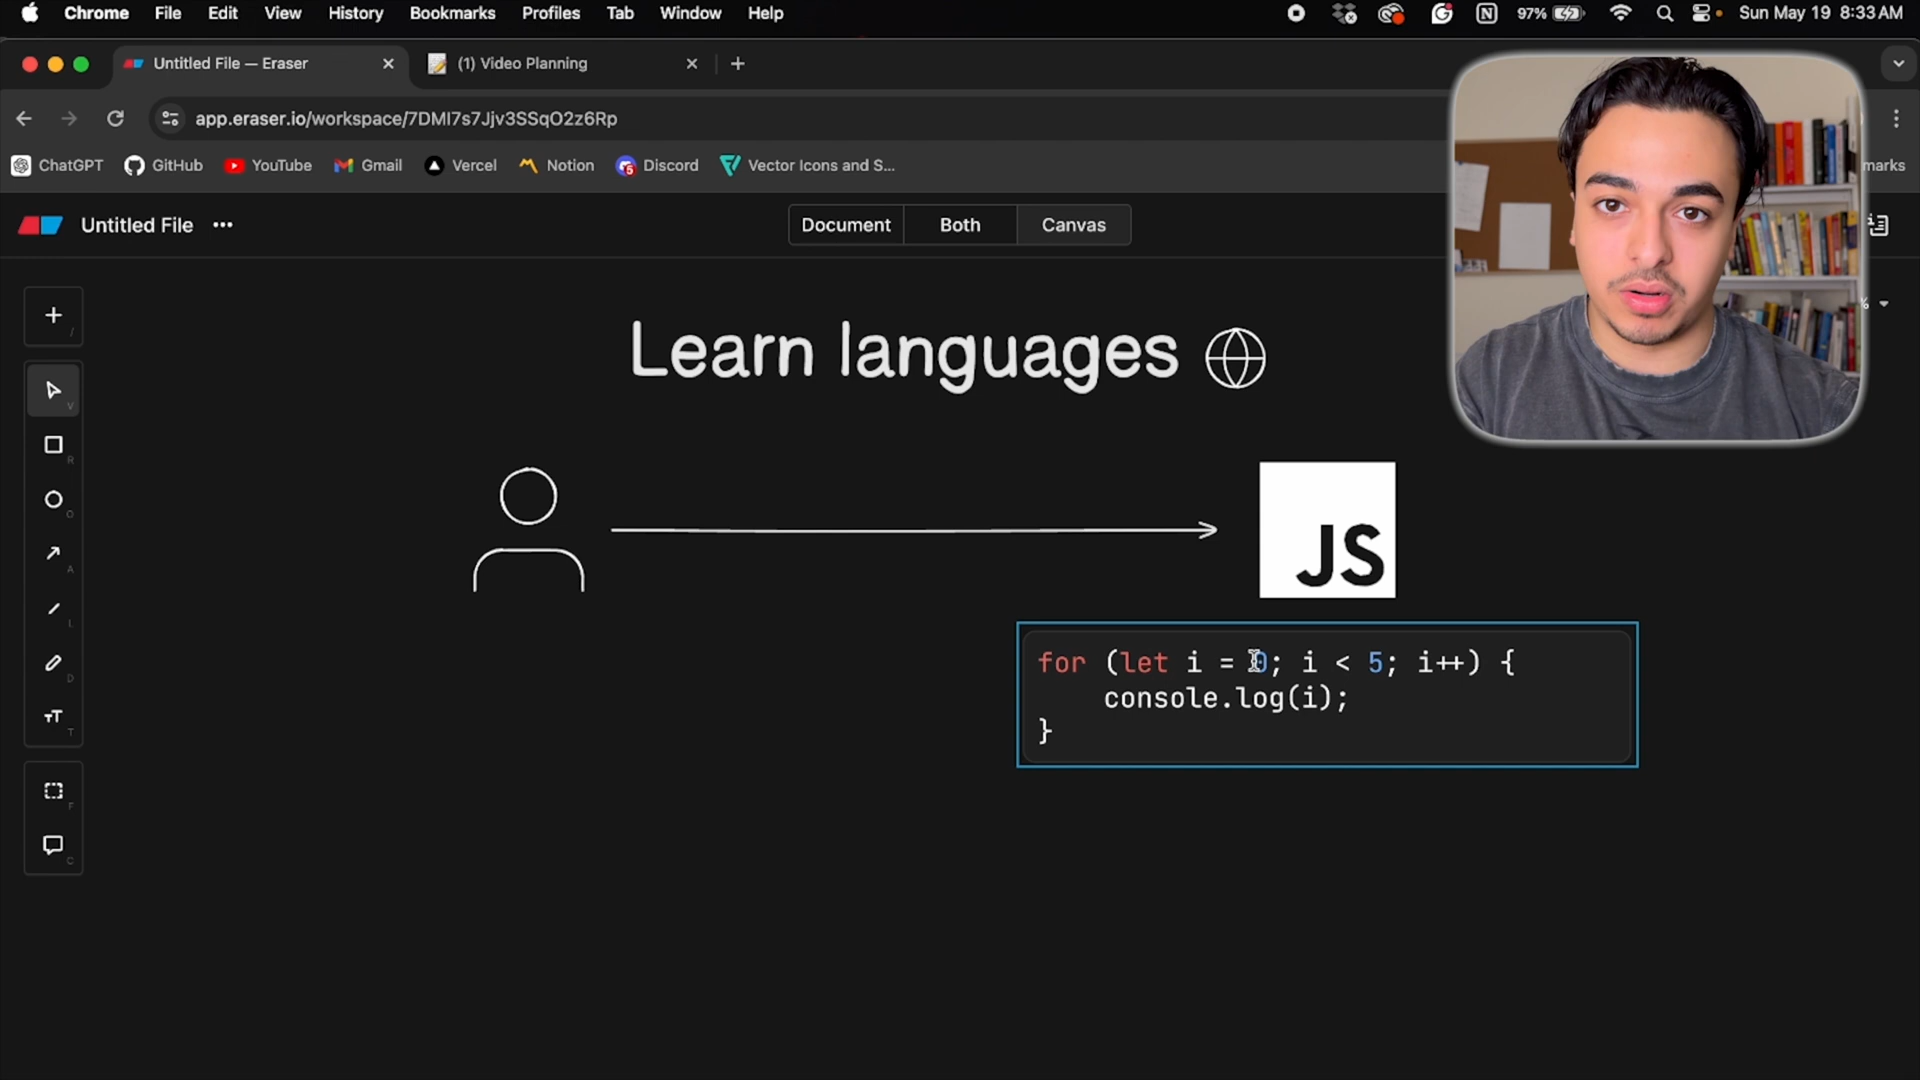 Chrome File Edit View History Bookmarks Profiles Tab Window Help 97% Sun May 19 8:33 AM
Untitled File — Eraser (1) Video Planning
app.eraser.io/workspace/7DMI7s7Jjv3SSqO2z6Rp
ChatGPT GitHub YouTube Gmail Vercel Notion Discord Vector Icons and S... marks
Untitled File ... Document Both Canvas
Learn languages
JS
for (let i = 0; i < 5; i++) {
console.log(i);
}
/
V
R
O
A
L
D
T
F
C
%